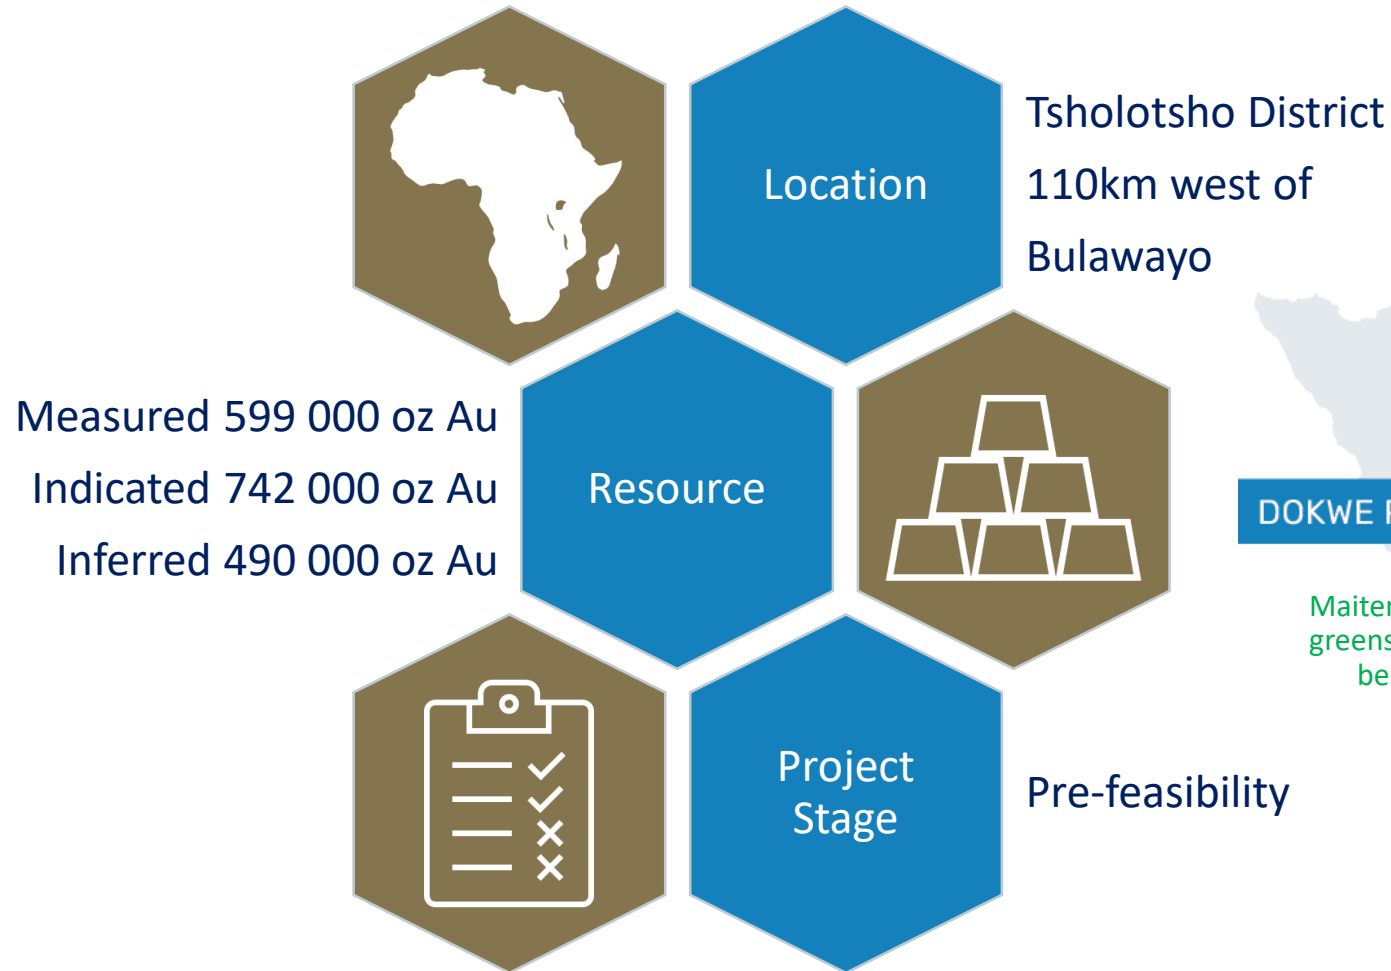 Location
Tsholotsho District
110km west of
Bulawayo
Measured 599 000 oz Au
Indicated 742 000 oz Au
Inferred 490 000 oz Au
Resource
DOKWE
Project
Stage
Pre-feasibility